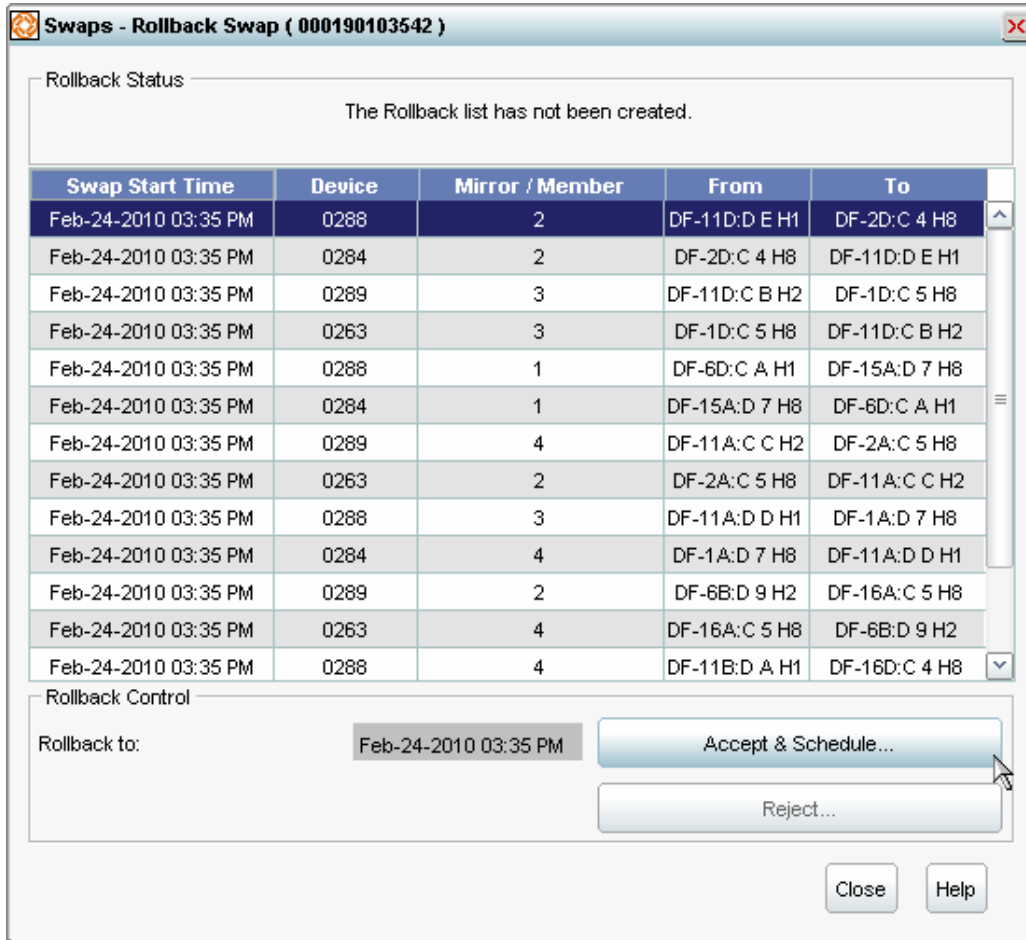 Swaps - Rollback Swap ( 000190103542 )
Rollback Status
The Rollback list has not been created.
Swap Start Time Device Mirror / Member From To
Feb-24-2010 03:35 PM 0288 2 DF-11D:D E H1 DF-2D:C 4 H8
Feb-24-2010 03:35 PM 0284 2 DF-2D:C 4 H8 DF-11D:D E H1
Feb-24-2010 03:35 PM 0289 3 DF-11D:C B H2 DF-1D:C 5 H8
Feb-24-2010 03:35 PM 0263 3 DF-1D:C 5 H8 DF-11D:C B H2
Feb-24-2010 03:35 PM 0288 1 DF-6D:C A H1 DF-15A:D 7 H8
Feb-24-2010 03:35 PM 0284 1 DF-15A:D 7 H8 DF-6D:C A H1
Feb-24-2010 03:35 PM 0289 4 DF-11A:C C H2 DF-2A:C 5 H8
Feb-24-2010 03:35 PM 0263 2 DF-2A:C 5 H8 DF-11A:C C H2
Feb-24-2010 03:35 PM 0288 3 DF-11A:D D H1 DF-1A:D 7 H8
Feb-24-2010 03:35 PM 0284 4 DF-1A:D 7 H8 DF-11A:D D H1
Feb-24-2010 03:35 PM 0289 2 DF-6B:D 9 H2 DF-16A:C 5 H8
Feb-24-2010 03:35 PM 0263 4 DF-16A:C 5 H8 DF-6B:D 9 H2
Feb-24-2010 03:35 PM 0288 4 DF-11B:D A H1 DF-16D:C 4 H8
Rollback Control
Rollback to: Feb-24-2010 03:35 PM Accept & Schedule...
Reject...
Close Help